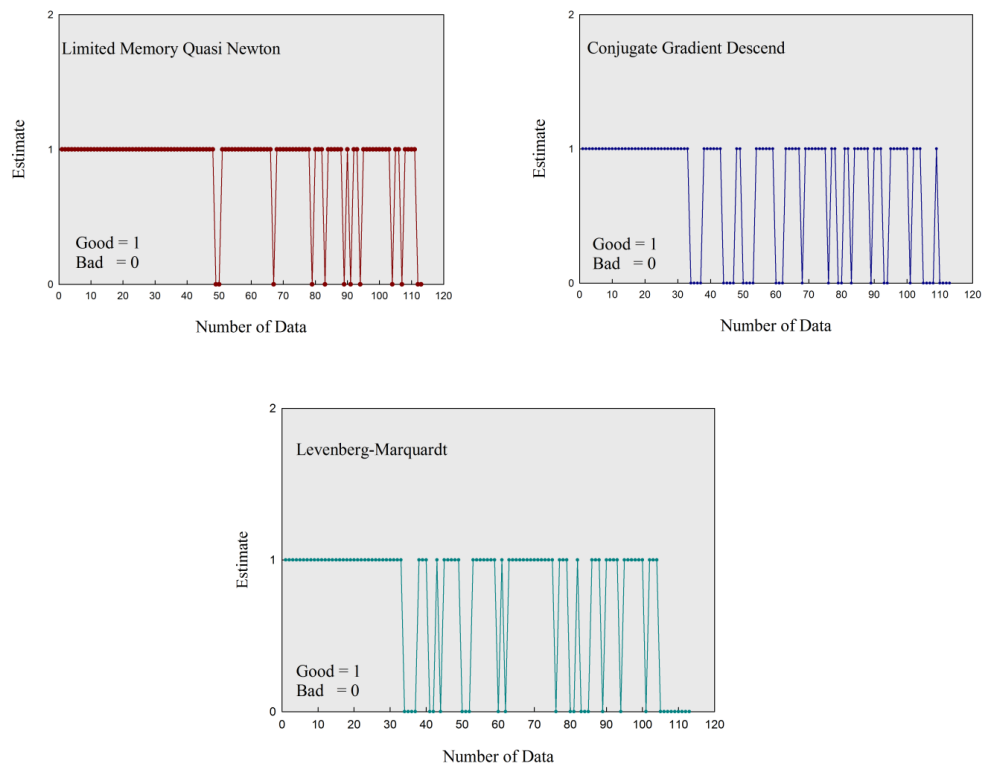 2
Limited Memory Quasi Newton
Estimate
1
Good = 1
Bad = 0
0
0 10 20 30 40 50 60 70 80 90 100 110 120
Number of Data
2
Conjugate Gradient Descend
Estimate
1
Good = 1
Bad = 0
0
0 10 20 30 40 50 60 70 80 90 100 110 120
Number of Data
2
Levenberg-Marquardt
Estimate
1
Good = 1
Bad = 0
0
0 10 20 30 40 50 60 70 80 90 100 110 120
Number of Data